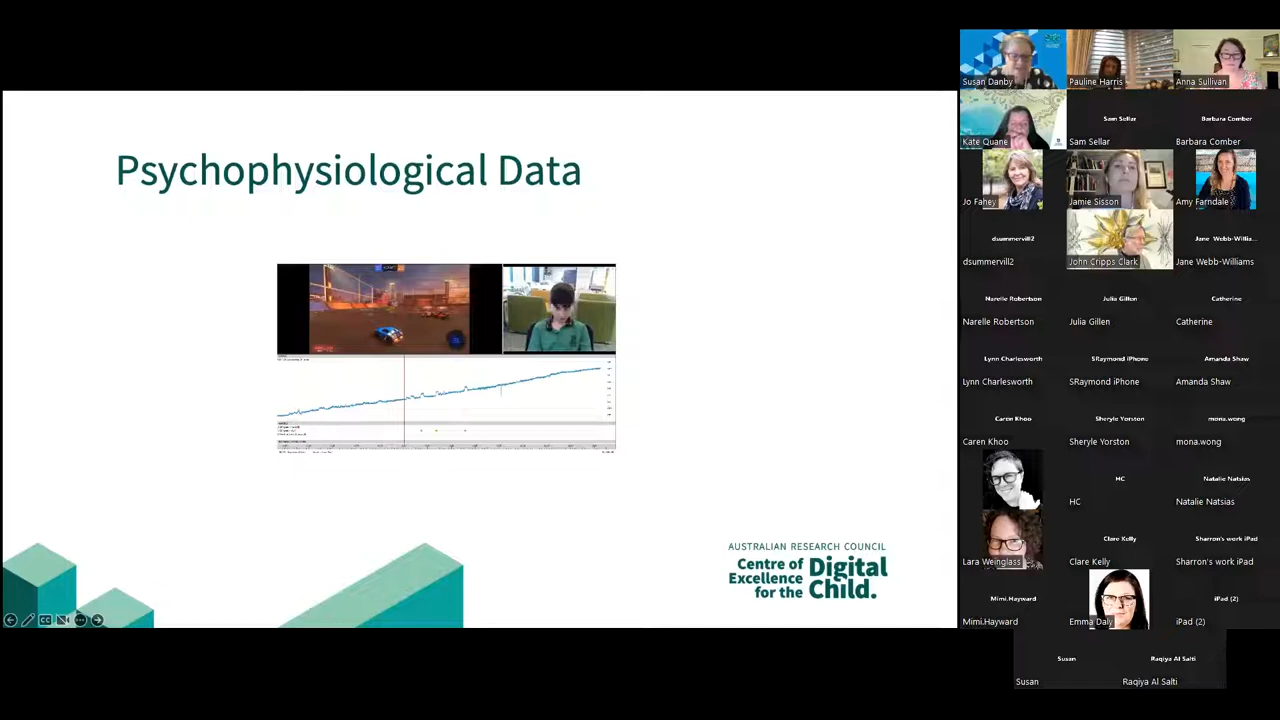 Psychophysiological Data
AUSTRALIAN RESEARCH COUNCIL
Centre of
Excellence
for the
Digital
Child.
CC
Susan Danby
Pauline Harris
Anna Sullivan
Kate Quane
Sam Sellar
Sam Sellar
Barbara Comber
Barbara Comber
Jo Fahey
Jamie Sisson
Amy Farndale
dsummervill2
dsummervill2
John Cripps Clark
Jane Webb-Willia...
Jane Webb-Williams
Narelle Robertson
Narelle Robertson
Julia Gillen
Julia Gillen
Catherine
Catherine
Lynn Charlesworth
Lynn Charlesworth
SRaymond iPhone
SRaymond iPhone
Amanda Shaw
Amanda Shaw
Caren Khoo
Caren Khoo
Sheryle Yorston
Sheryle Yorston
mona.wong
mona.wong
HC
HC
Natalie Natsias
Natalie Natsias
Lara Weinglass
Clare Kelly
Clare Kelly
Sharron's work iPad
Sharron's work iPad
Mimi.Hayward
Mimi.Hayward
Emma Daly
iPad (2)
iPad (2)
Susan
Susan
Raqiya Al Salti
Raqiya Al Salti